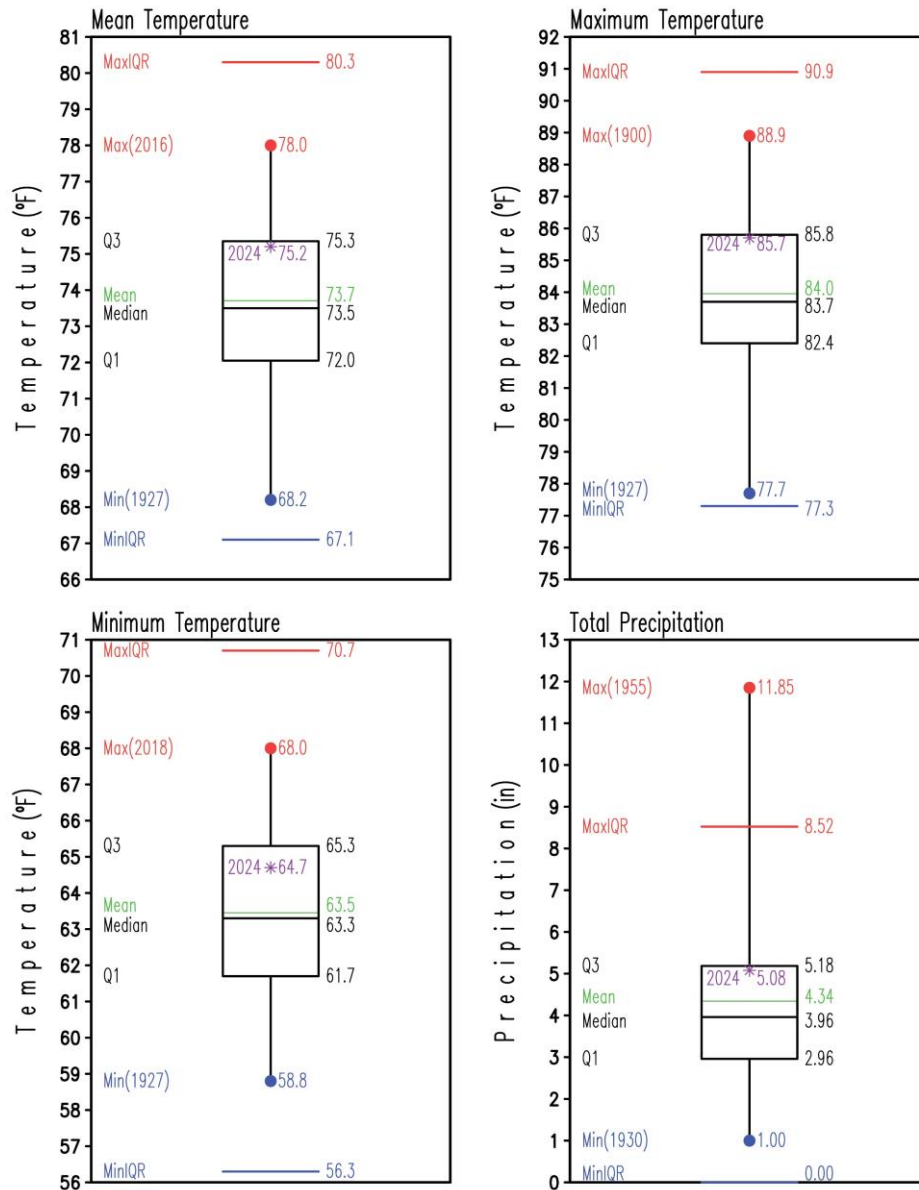 Mean Temperature
81
80
79
78
77
76
75
74
73
72
71
70
69
68
67
66
Temperature (ºF)
MaxIQR 80.3
Max(2016) 78.0
Q3 75.3
2024 * 75.2
Mean 73.7
Median 73.5
Q1 72.0
Min(1927) 68.2
MinIQR 67.1
Maximum Temperature
92
91
90
89
88
87
86
85
84
83
82
81
80
79
78
77
76
75
Temperature (ºF)
MaxIQR 90.9
Max(1900) 88.9
Q3 85.8
2024 * 85.7
Mean 84.0
Median 83.7
Q1 82.4
Min(1927) 77.7
MinIQR 77.3
Minimum Temperature
71
70
69
68
67
66
65
64
63
62
61
60
59
58
57
56
Temperature (ºF)
MaxIQR 70.7
Max(2018) 68.0
Q3 65.3
2024 * 64.7
Mean 63.5
Median 63.3
Q1 61.7
Min(1927) 58.8
MinIQR 56.3
Total Precipitation
13
12
11
10
9
8
7
6
5
4
3
2
1
0
Precipitation (in)
Max(1955) 11.85
MaxIQR 8.52
Q3 5.18
2024 * 5.08
Mean 4.34
Median 3.96
Q1 2.96
Min(1930) 1.00
MinIQR 0.00